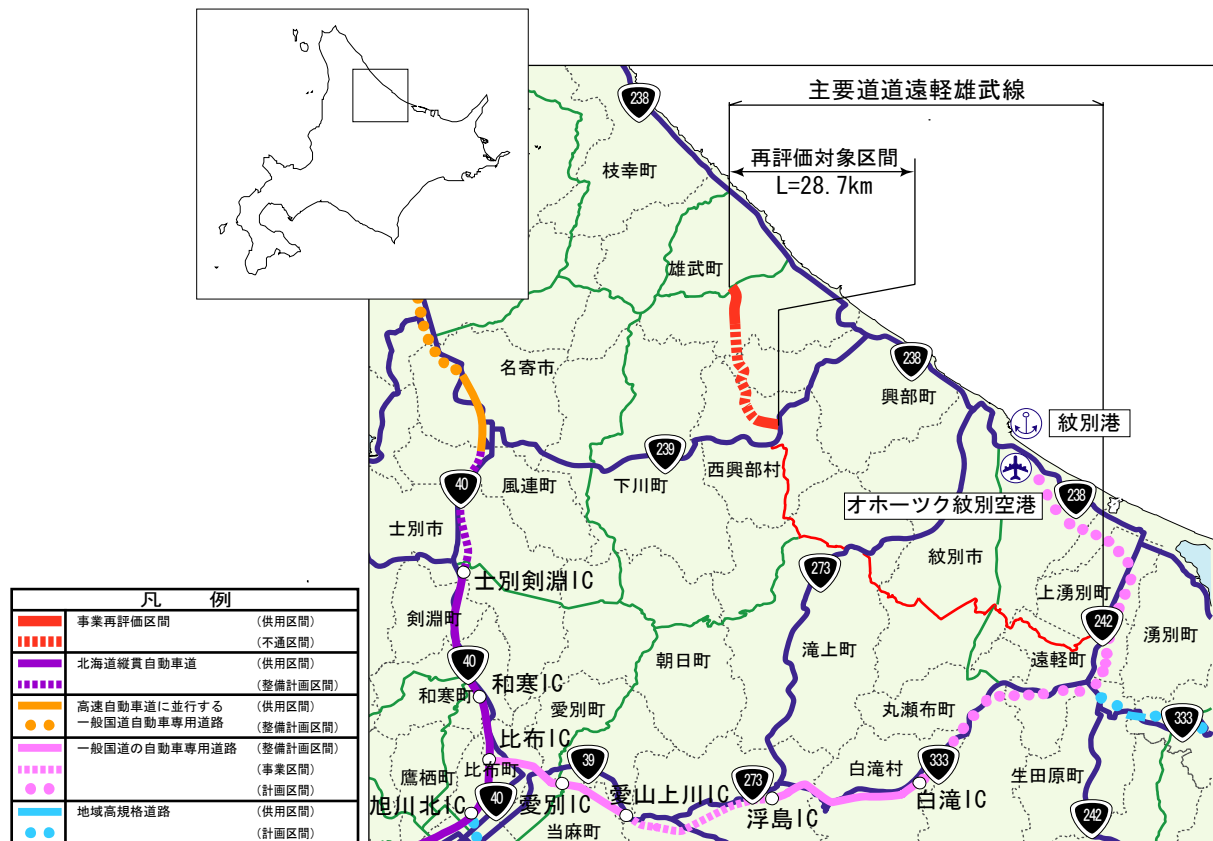 主要道道遠軽雄武線
238
再評価対象区間
L=28.7km
枝幸町
雄武町
名寄市
238
興部町
紋別港
239
西興部村
40
風連町
下川町
オホーツク紋別空港
238
士別市
紋別市
273
上湧別町
士別剣淵IC
242
湧別町
剣淵町
朝日町
滝上町
遠軽町
40
和寒町
和寒IC
愛別町
丸瀬布町
333
比布IC
39
比布町
鷹栖町
273
白滝村
333
生田原町
40
旭川北IC
愛別IC
愛山上川IC
浮島IC
白滝IC
当麻町
242
凡 例
事業再評価区間 (供用区間)
(不通区間)
北海道縦貫自動車道 (供用区間)
(整備計画区間)
高速自動車道に並行する (供用区間)
一般国道自動車専用道路 (整備計画区間)
一般国道の自動車専用道路 (整備計画区間)
(事業区間)
(計画区間)
地域高規格道路 (供用区間)
(計画区間)